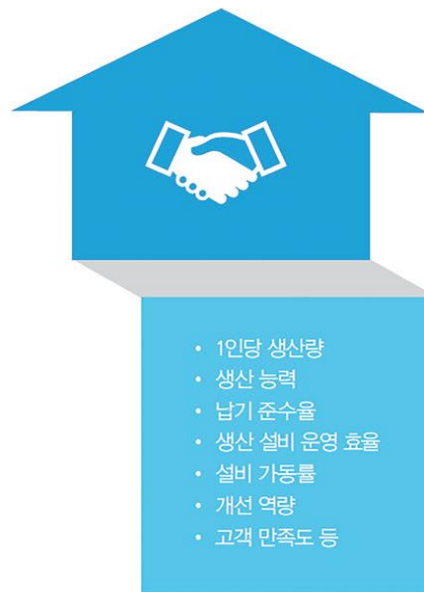 • 1인당 생산량
• 생산 능력
• 납기 준수율
• 생산 설비 운영 효율
• 설비 가동률
• 개선 역량
• 고객 만족도 등